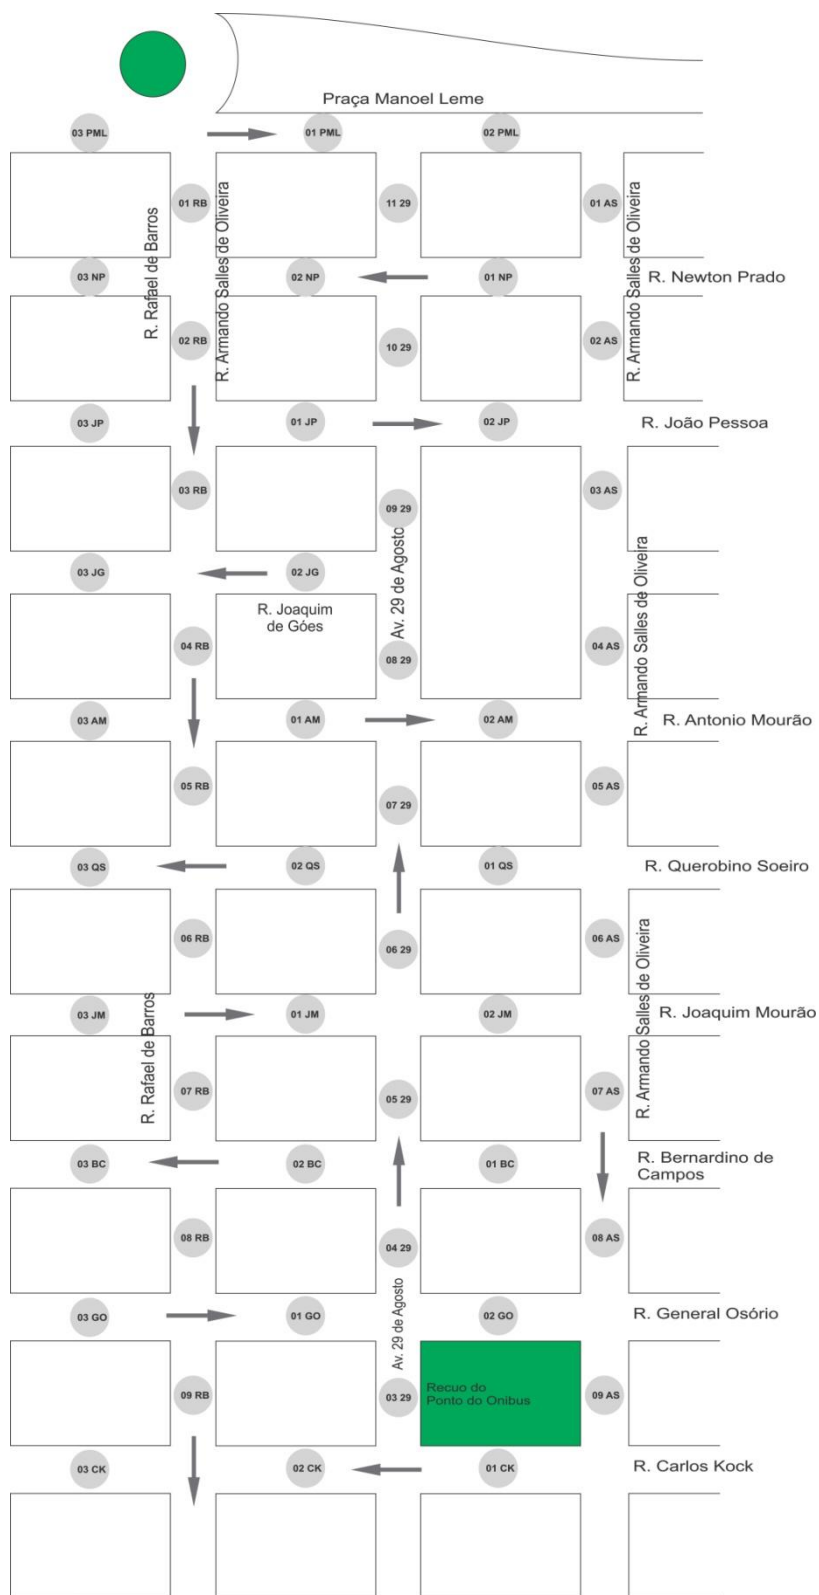 Praça Manoel Leme
03 PML
01 PML
02 PML
01 RB
11 29
01 AS
R. Rafael de Barros
R. Armando Salles de Oliveira
R. Armando Salles de Oliveira
03 NP
02 NP
01 NP
R. Newton Prado
02 RB
10 29
02 AS
03 JP
01 JP
02 JP
R. João Pessoa
03 RB
09 29
03 AS
Av. 29 de Agosto
R. Armando Salles de Oliveira
03 JG
02 JG
R. Joaquim
de Góes
04 RB
08 29
04 AS
03 AM
01 AM
02 AM
R. Antonio Mourão
05 RB
07 29
05 AS
03 QS
02 QS
01 QS
R. Querobino Soeiro
06 RB
06 29
06 AS
R. Armando Salles de Oliveira
03 JM
01 JM
02 JM
R. Joaquim Mourão
R. Rafael de Barros
07 RB
05 29
07 AS
03 BC
02 BC
01 BC
R. Bernardino de
Campos
08 RB
04 29
08 AS
Av. 29 de Agosto
03 GO
01 GO
02 GO
R. General Osório
09 RB
03 29
Recuo do
Ponto do Onibus
09 AS
03 CK
02 CK
01 CK
R. Carlos Kock